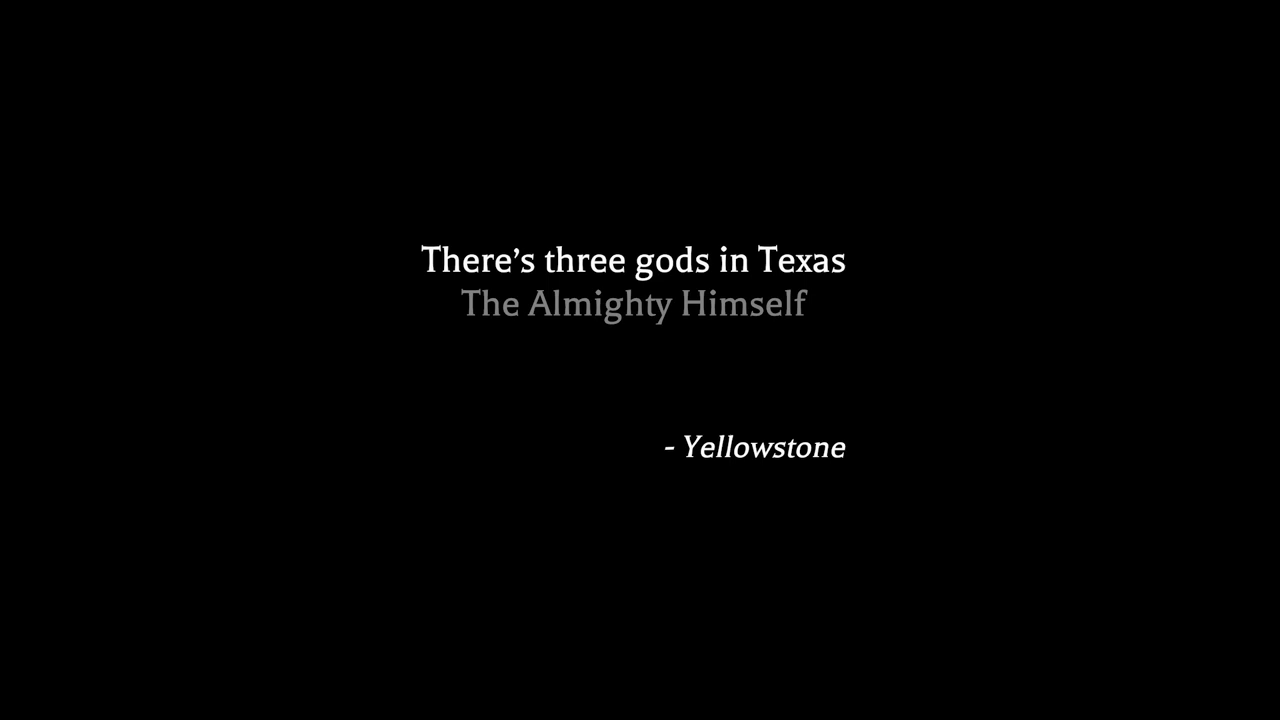 There’s three gods in Texas
The Almighty Himself
- Yellowstone